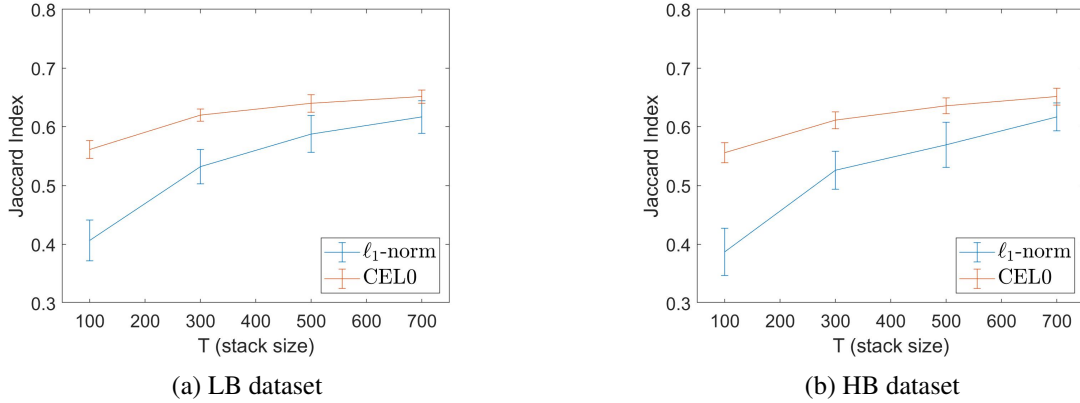 0.8
0.7
0.6
0.5
0.4
0.3
Jaccard Index
100 200 300 400 500 600 700
T (stack size)
ℓ₁-norm
CEL0
(a) LB dataset
0.8
0.7
0.6
0.5
0.4
0.3
Jaccard Index
100 200 300 400 500 600 700
T (stack size)
ℓ₁-norm
CEL0
(b) HB dataset